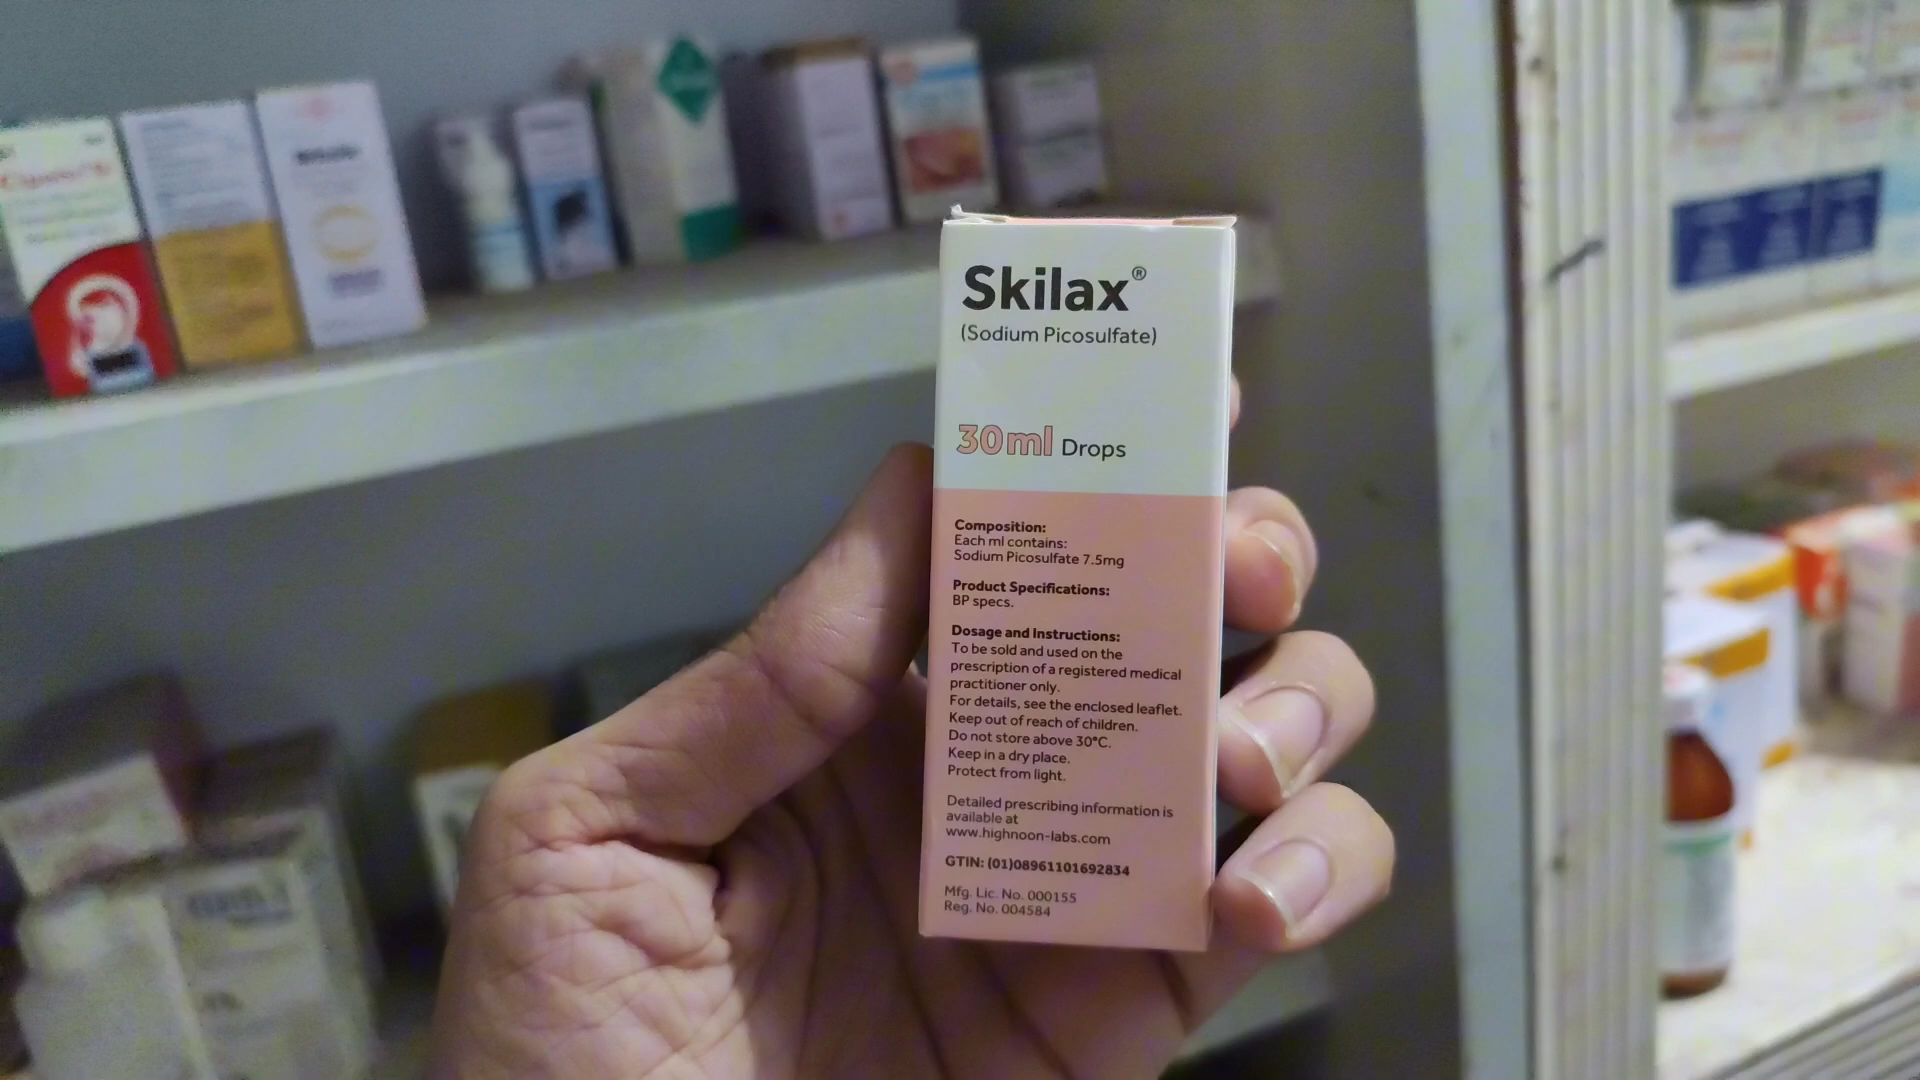 Skilax®
(Sodium Picosulfate)
30ml Drops
Composition:
Each ml contains:
Sodium Picosulfate 7.5mg
Product Specifications:
BP specs.
Dosage and Instructions:
To be sold and used on the
prescription of a registered medical
practitioner only.
For details, see the enclosed leaflet.
Keep out of reach of children.
Do not store above 30°C.
Keep in a dry place.
Protect from light.
Detailed prescribing information is
available at
www.highnoon-labs.com
GTIN: (01)08961101692834
Mfg. Lic. No. 000155
Reg. No. 004584